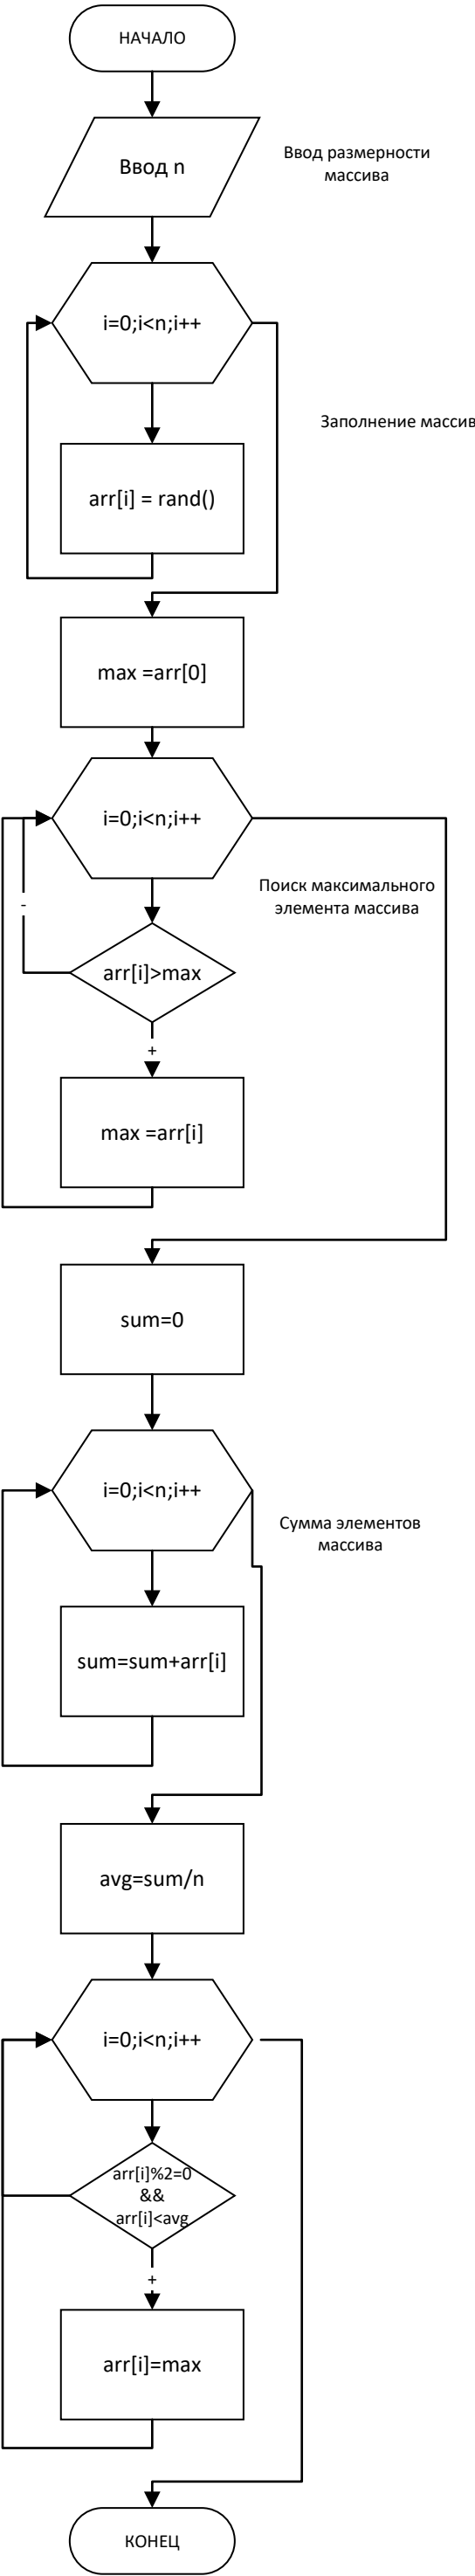 НАЧАЛО
Ввод n
Ввод размерности
массива
i=0;i<n;i++
Заполнение массив
arr[i] = rand()
max =arr[0]
i=0;i<n;i++
Поиск максимального
элемента массива
-
arr[i]>max
+
max =arr[i]
sum=0
i=0;i<n;i++
Сумма элементов
массива
sum=sum+arr[i]
avg=sum/n
i=0;i<n;i++
arr[i]%2=0
&&
arr[i]<avg
+
arr[i]=max
КОНЕЦ